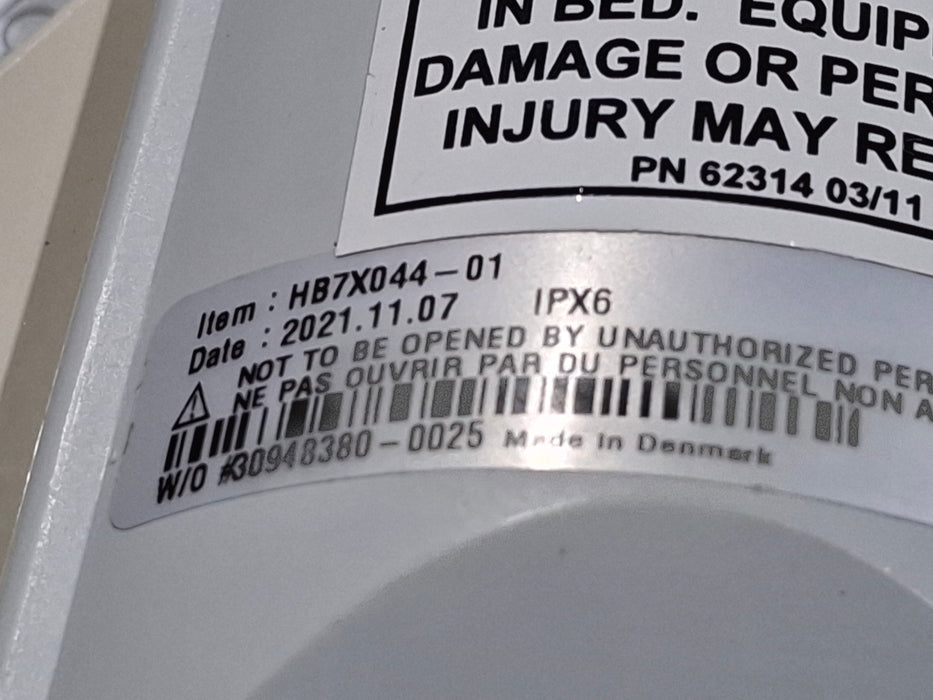 IN BED. EQUIP
DAMAGE OR PER
INJURY MAY RE
PN 62314 03/11
Item : HB7X044-01
Date : 2021.11.07 IPX6
NOT TO BE OPENED BY UNAUTHORIZED PER
NE PAS OUVRIR PAR DU PERSONNEL NON A
W/O #30948380-0025 Made in Denmark